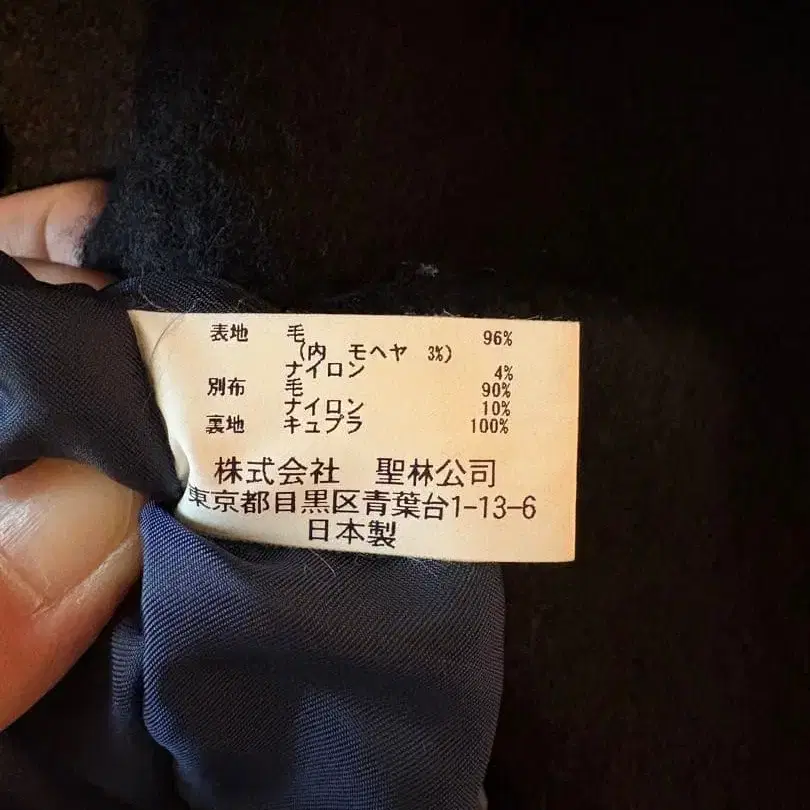 表地 毛 96%
(内 モヘヤ 3%)
ナイロン 4%
別布 毛 90%
ナイロン 10%
裏地 キュプラ 100%
株式会社 聖林公司
東京都目黒区青葉台1-13-6
日本製